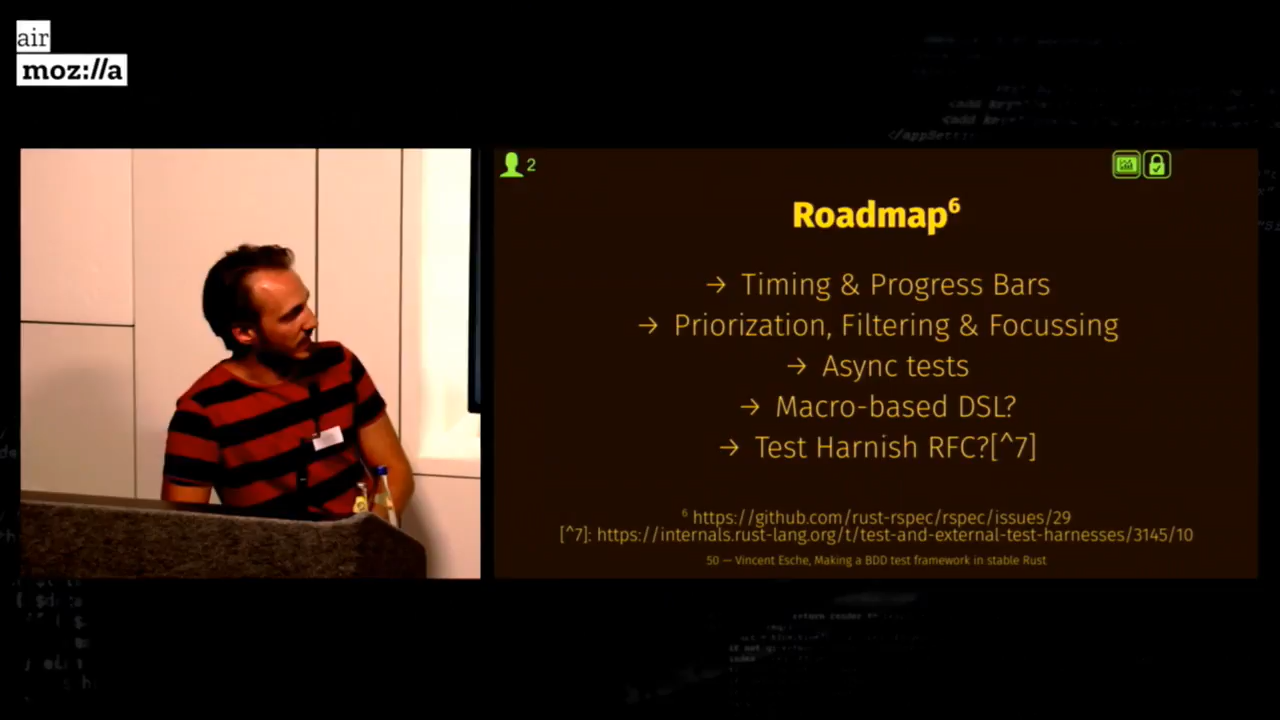 air
moz://a
2
Roadmap⁶
→ Timing & Progress Bars
→ Priorization, Filtering & Focussing
→ Async tests
→ Macro-based DSL?
→ Test Harnish RFC?[^7]
⁶ https://github.com/rust-rspec/rspec/issues/29
[^7]: https://internals.rust-lang.org/t/test-and-external-test-harnesses/3145/10
50 — Vincent Esche, Making a BDD test framework in stable Rust